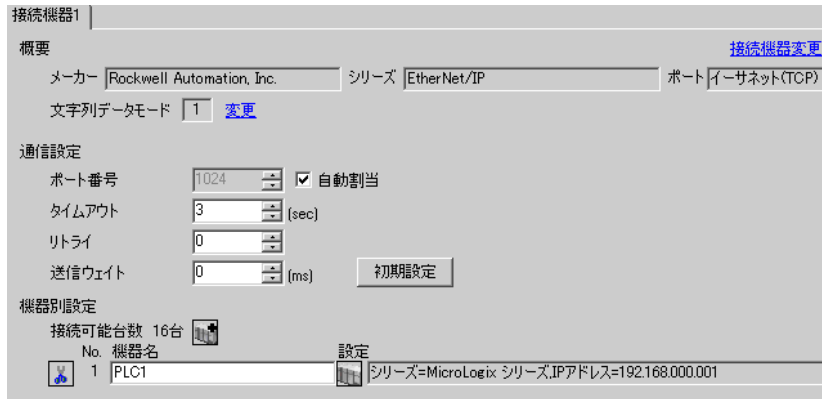 接続機器1
概要 接続機器変更
メーカー Rockwell Automation, Inc. シリーズ EtherNet/IP ポート イーサネット(TCP)
文字列データモード 1 変更
通信設定
ポート番号 1024 自動割当
タイムアウト 3 (sec)
リトライ 0
送信ウェイト 0 (ms) 初期設定
機器別設定
接続可能台数 16台
No. 機器名 設定
1 PLC1 シリーズ=MicroLogix シリーズ,IPアドレス=192.168.000.001